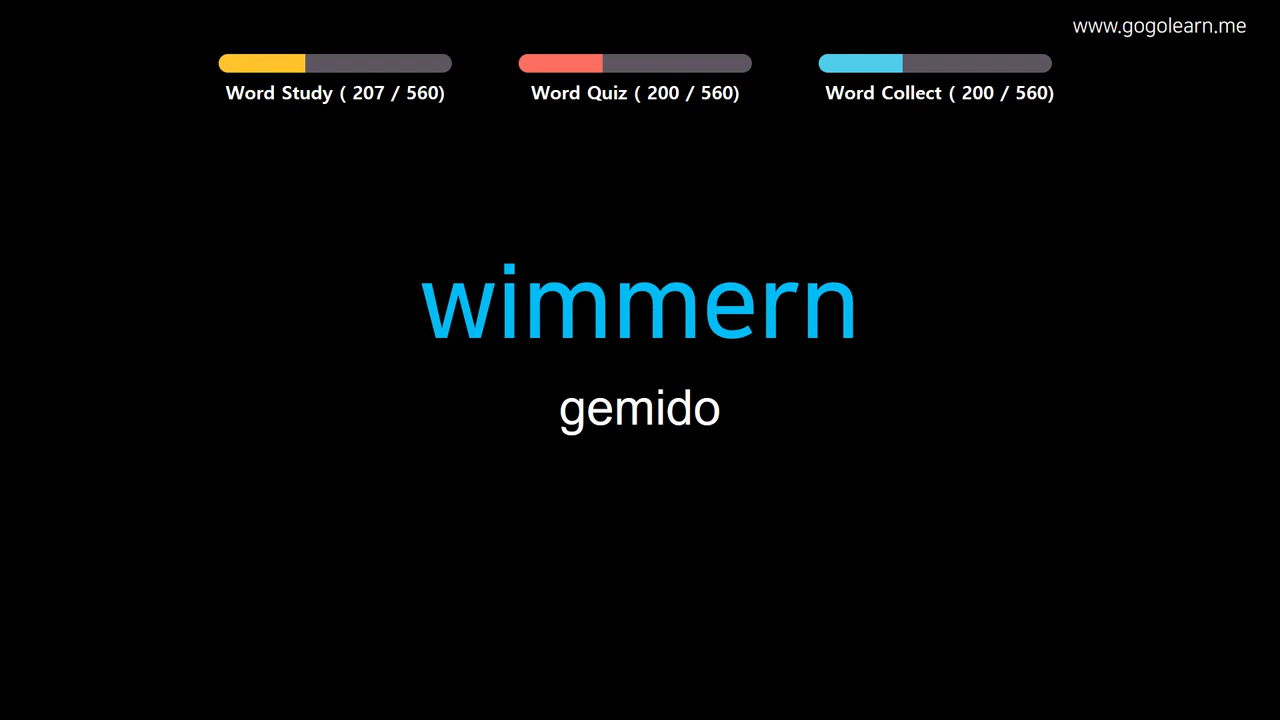 www.gogolearn.me
Word Study ( 207 / 560)
Word Quiz ( 200 / 560)
Word Collect ( 200 / 560)
wimmern
gemido